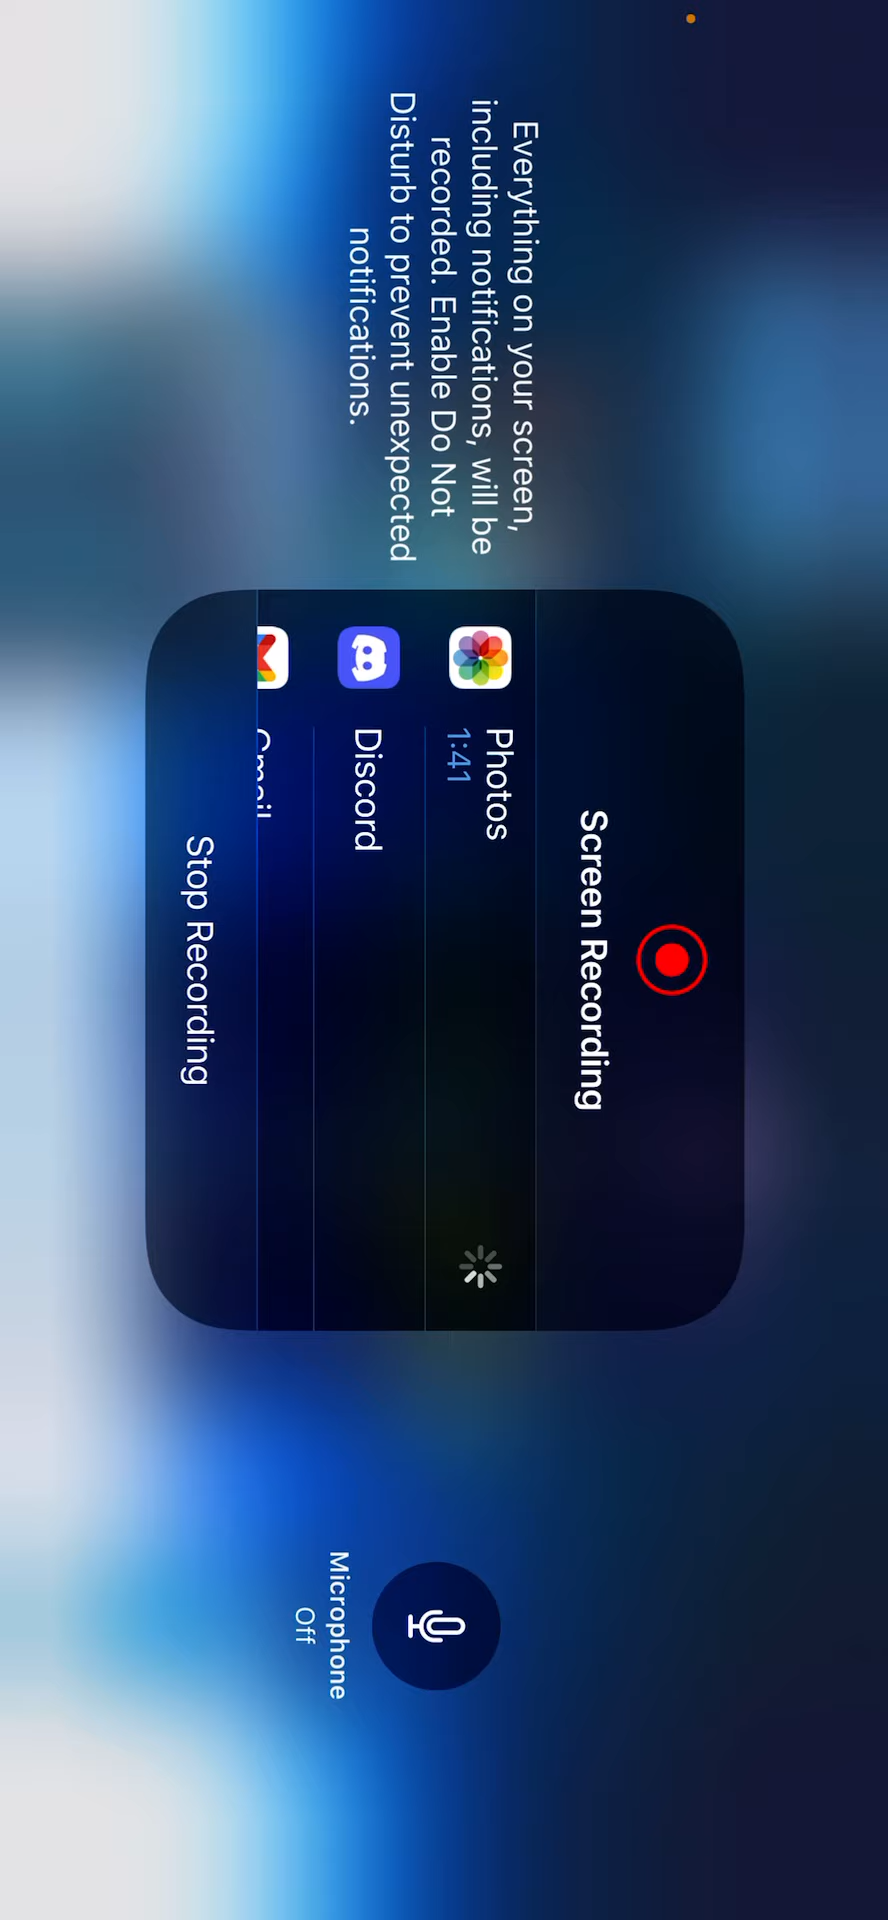 Everything on your screen,
including notifications, will be
recorded. Enable Do Not
Disturb to prevent unexpected
notifications.
Screen Recording
Photos
1:41
Discord
Gmail
Stop Recording
Microphone
Off